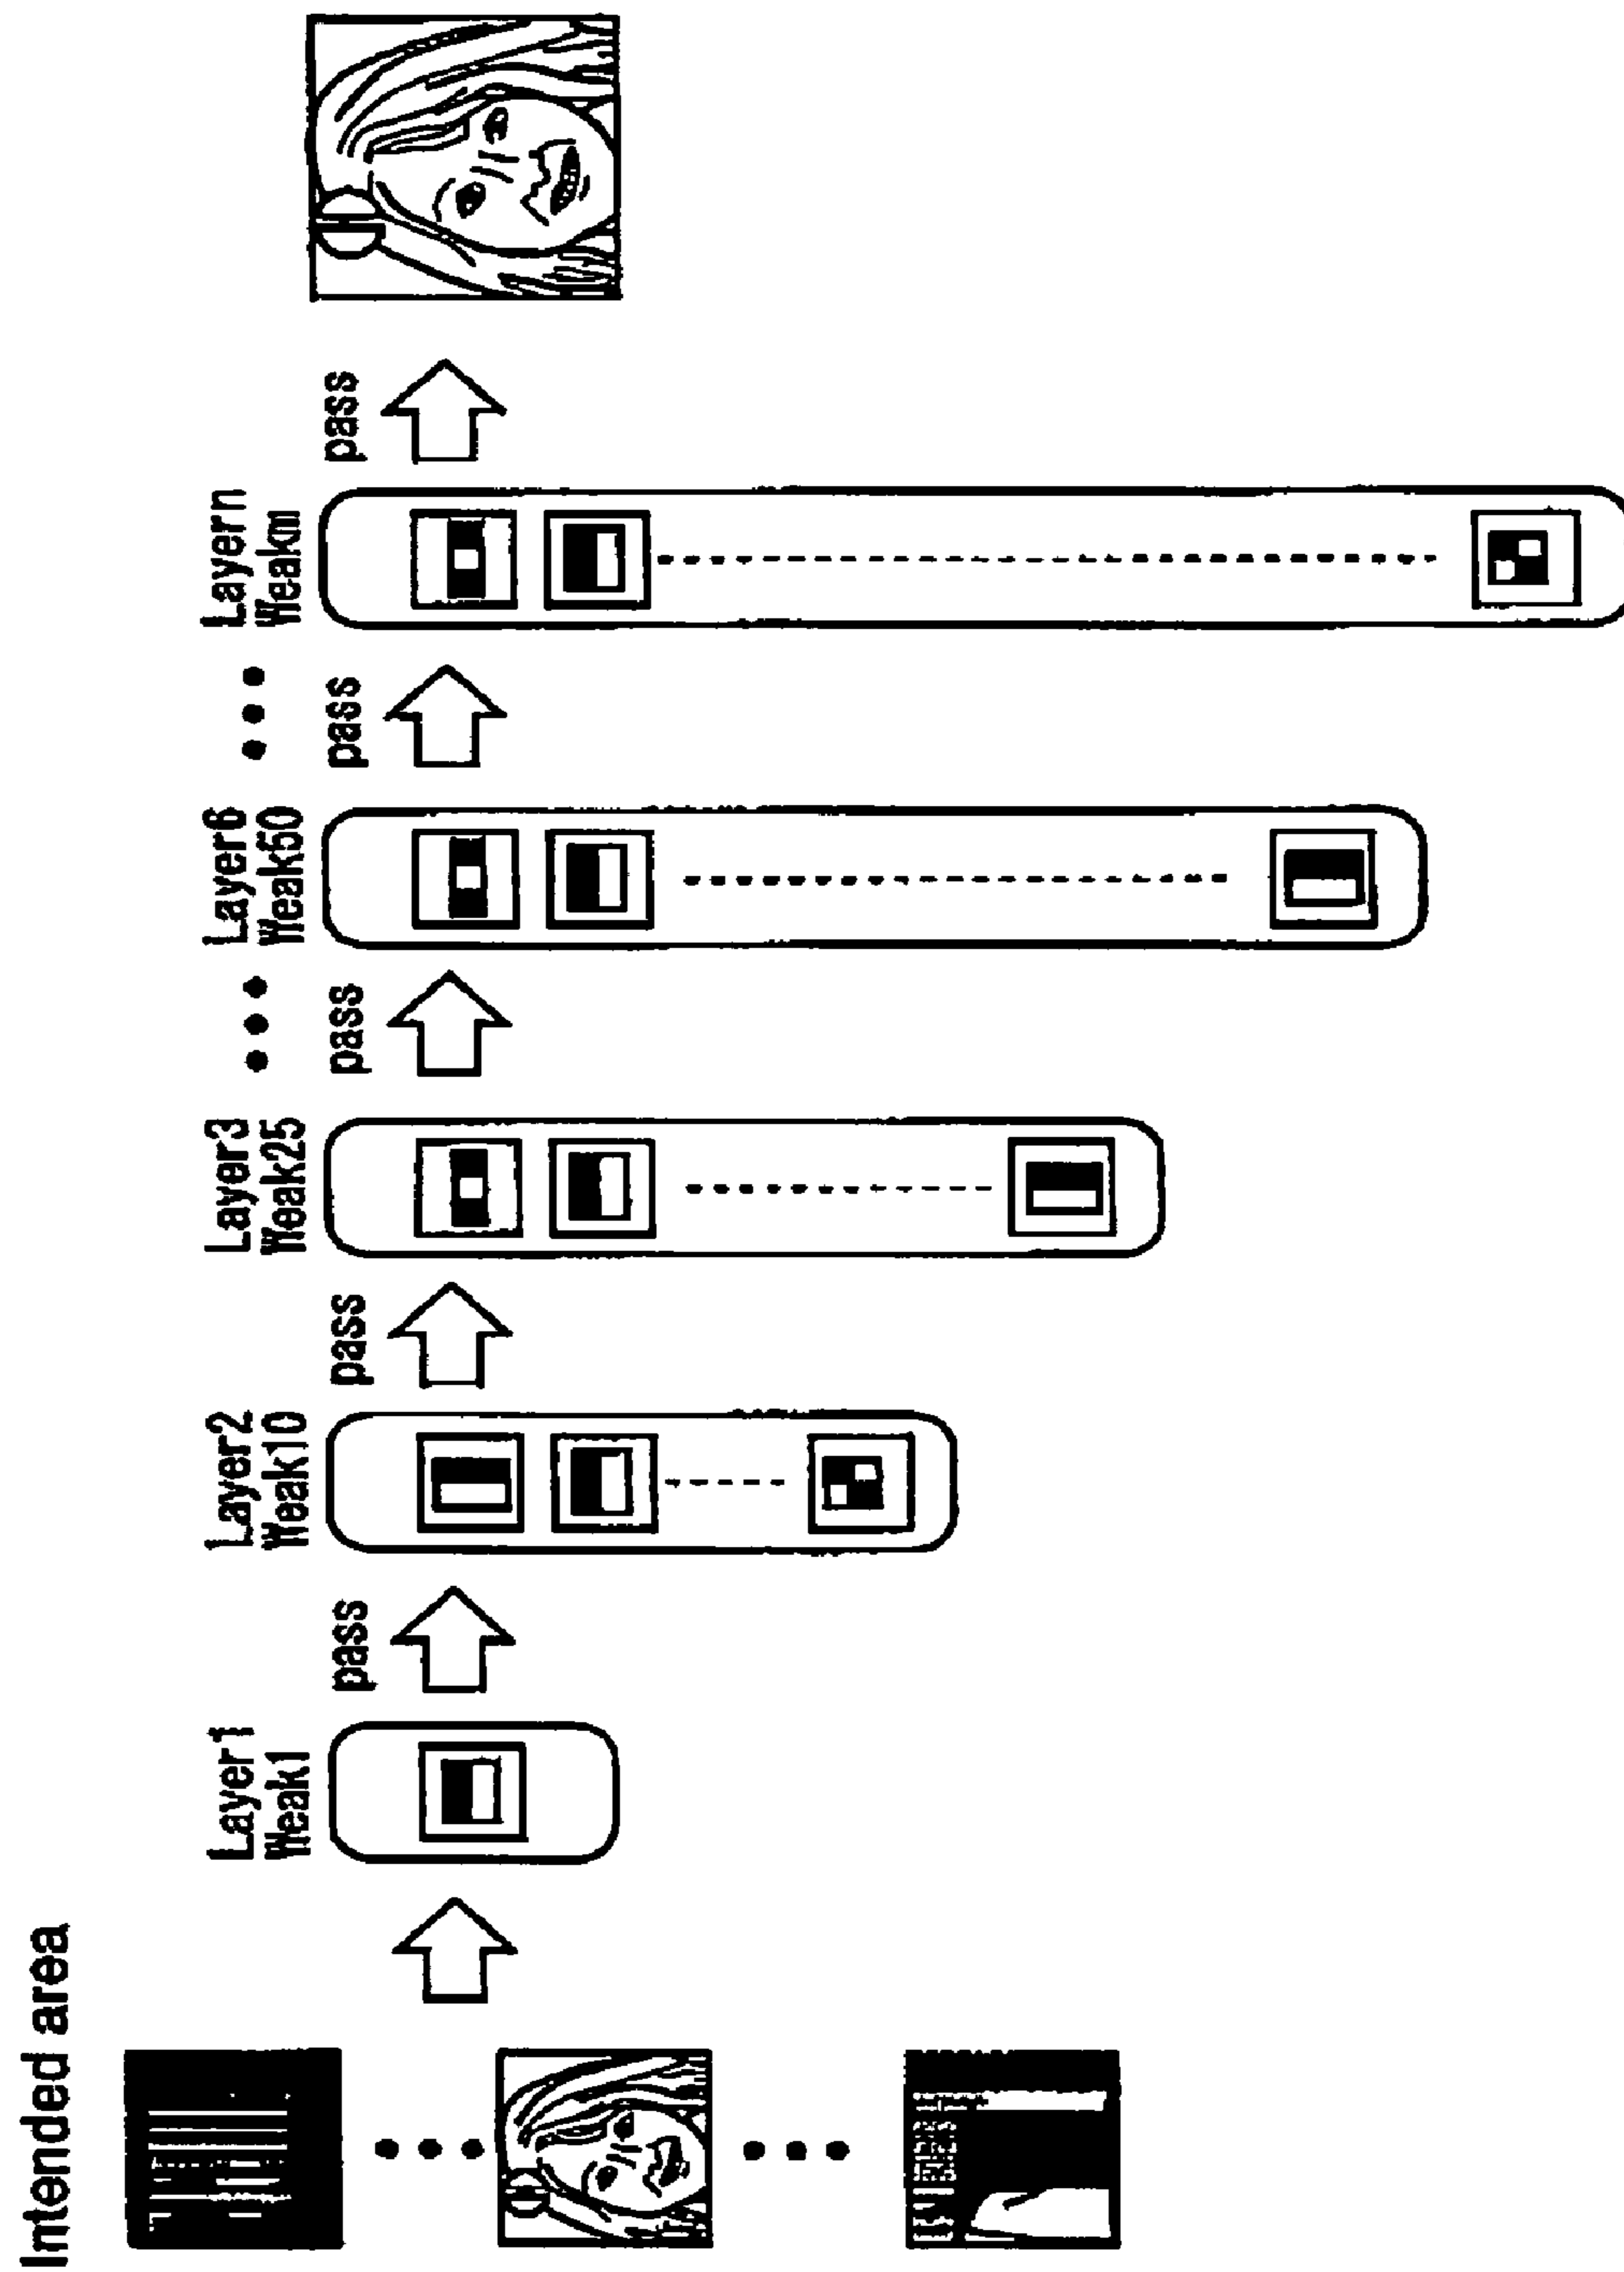 Intended area
Layer1
Weak1
pass
Layer2
Weak10
pass
Layer3
Weak25
pass
Layer6
Weak50
pass
Layern
Weakm
pass